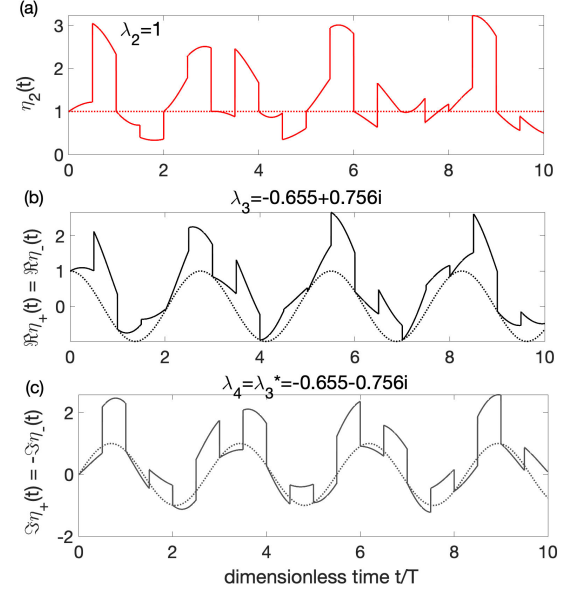 (a)
λ₂=1
η₂(t)
3
2
1
0
0 2 4 6 8 10
(b)
λ₃=-0.655+0.756i
ℜη₊(t) = ℜη₋(t)
2
1
0
0 2 4 6 8 10
(c)
λ₄=λ₃*=-0.655-0.756i
ℑη₊(t) = -ℑη₋(t)
2
0
-2
0 2 4 6 8 10
dimensionless time t/T